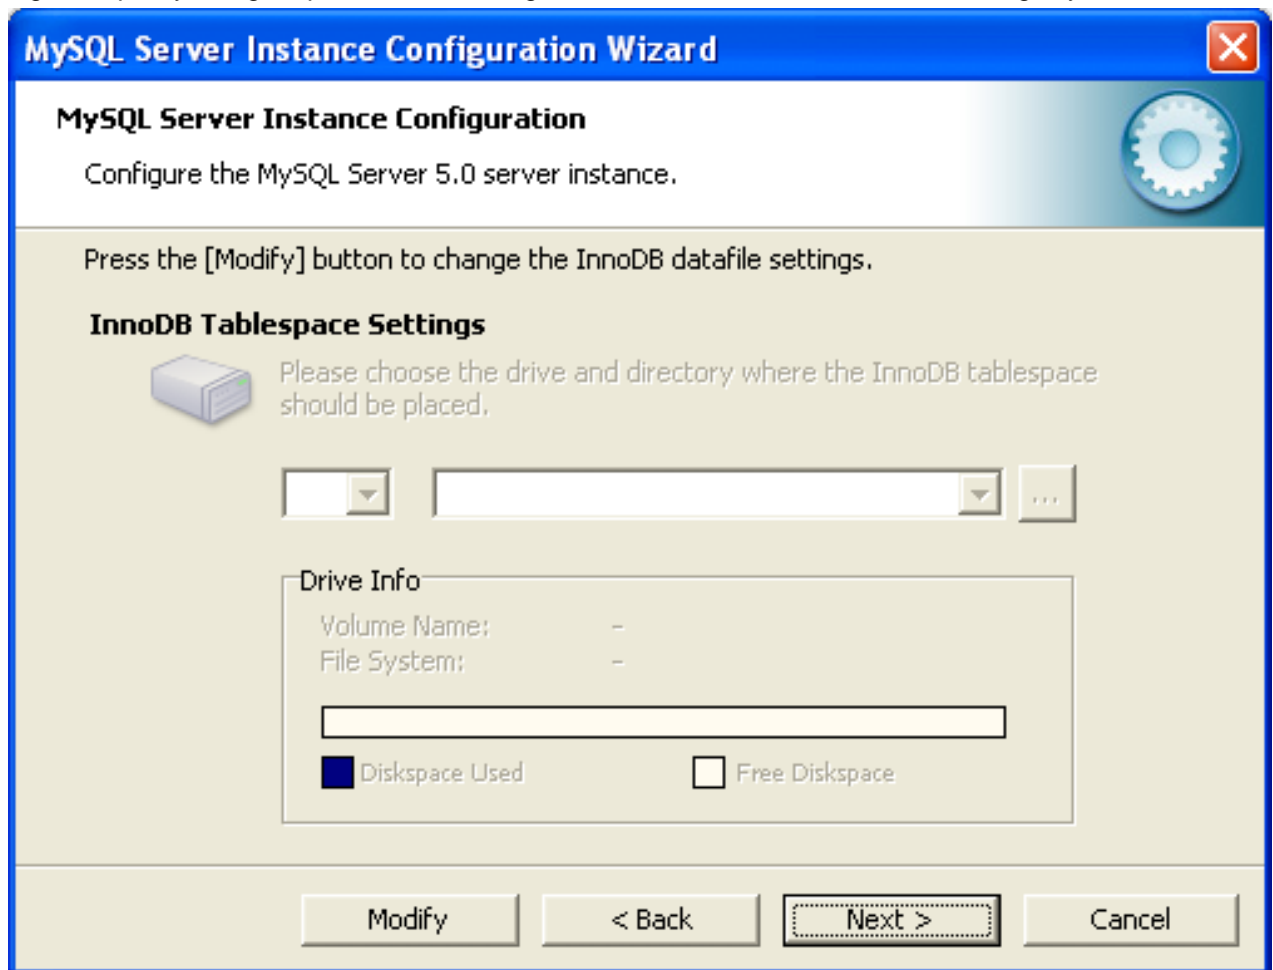 MySQL Server Instance Configuration Wizard
MySQL Server Instance Configuration
Configure the MySQL Server 5.0 server instance.
Press the [Modify] button to change the InnoDB datafile settings.
InnoDB Tablespace Settings
Please choose the drive and directory where the InnoDB tablespace
should be placed.
...
Drive Info
Volume Name: -
File System: -
Diskspace Used Free Diskspace
Modify < Back Next > Cancel